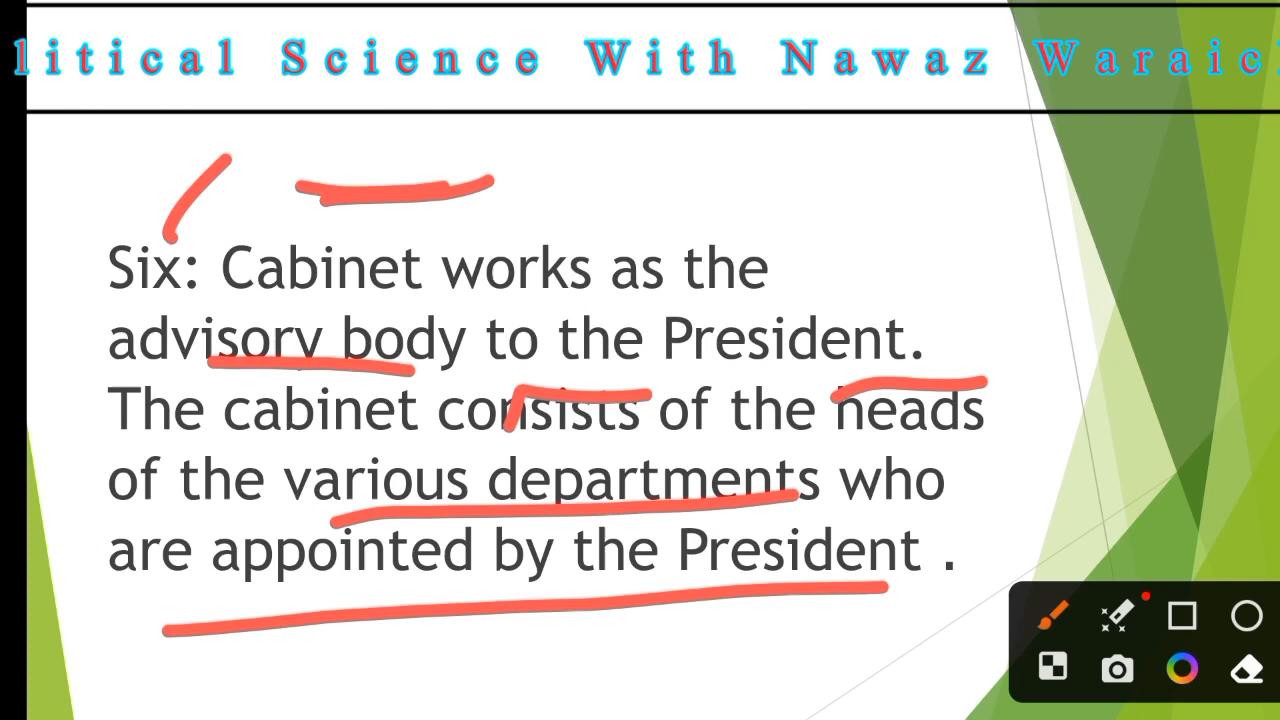 litical Science With Nawaz Waraic
Six: Cabinet works as the
advisory body to the President.
The cabinet consists of the heads
of the various departments who
are appointed by the President .